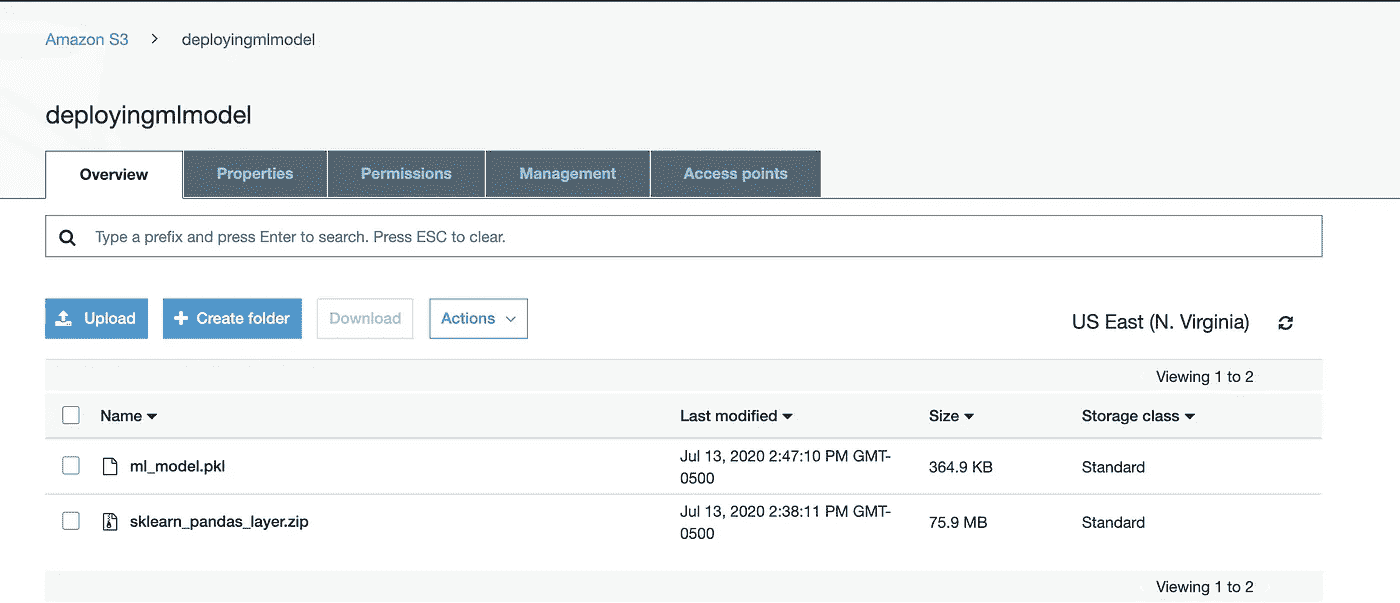 Amazon S3 > deployingmlmodel
deployingmlmodel
Overview Properties Permissions Management Access points
Type a prefix and press Enter to search. Press ESC to clear.
Upload + Create folder Download Actions US East (N. Virginia)
Viewing 1 to 2
Name Last modified Size Storage class
ml_model.pkl Jul 13, 2020 2:47:10 PM GMT-
0500 364.9 KB Standard
sklearn_pandas_layer.zip Jul 13, 2020 2:38:11 PM GMT-
0500 75.9 MB Standard
Viewing 1 to 2